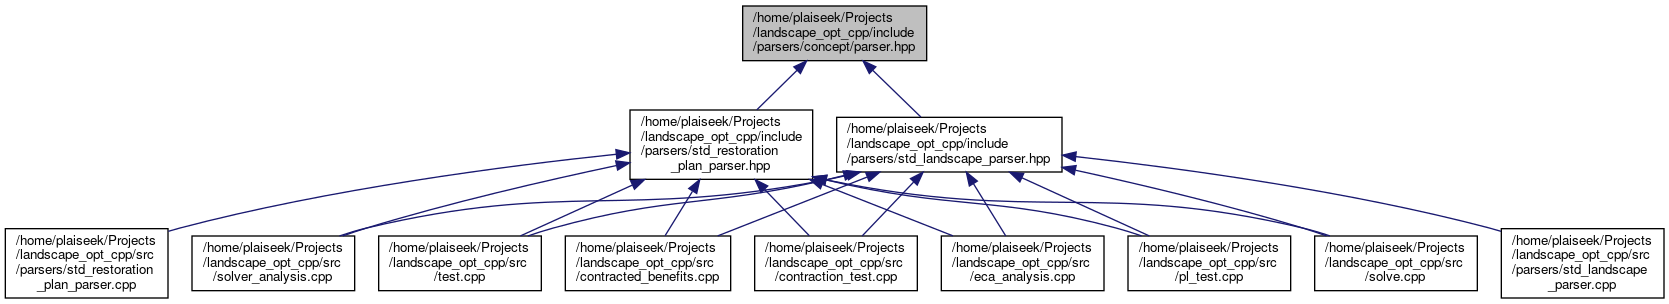 /home/plaiseek/Projects
/landscape_opt_cpp/include
/parsers/concept/parser.hpp
/home/plaiseek/Projects
/landscape_opt_cpp/include
/parsers/std_restoration
_plan_parser.hpp
/home/plaiseek/Projects
/landscape_opt_cpp/include
/parsers/std_landscape_parser.hpp
/home/plaiseek/Projects
/landscape_opt_cpp/src
/parsers/std_restoration
_plan_parser.cpp
/home/plaiseek/Projects
/landscape_opt_cpp/src
/solver_analysis.cpp
/home/plaiseek/Projects
/landscape_opt_cpp/src
/test.cpp
/home/plaiseek/Projects
/landscape_opt_cpp/src
/contracted_benefits.cpp
/home/plaiseek/Projects
/landscape_opt_cpp/src
/contraction_test.cpp
/home/plaiseek/Projects
/landscape_opt_cpp/src
/eca_analysis.cpp
/home/plaiseek/Projects
/landscape_opt_cpp/src
/pl_test.cpp
/home/plaiseek/Projects
/landscape_opt_cpp/src
/solve.cpp
/home/plaiseek/Projects
/landscape_opt_cpp/src
/parsers/std_landscape
_parser.cpp